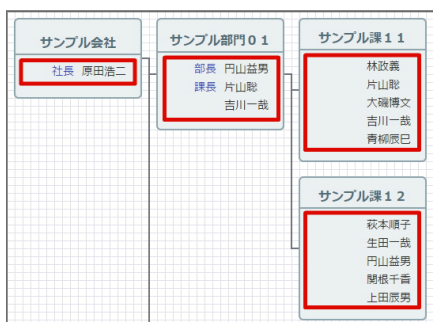 サンプル会社
社長 原田浩二
サンプル部門01
部長 円山益男
課長 片山聡
吉川一哉
サンプル課11
林政義
片山聡
大磯博文
吉川一哉
青柳辰巳
サンプル課12
萩本順子
生田一哉
円山益男
関根千香
上田辰男